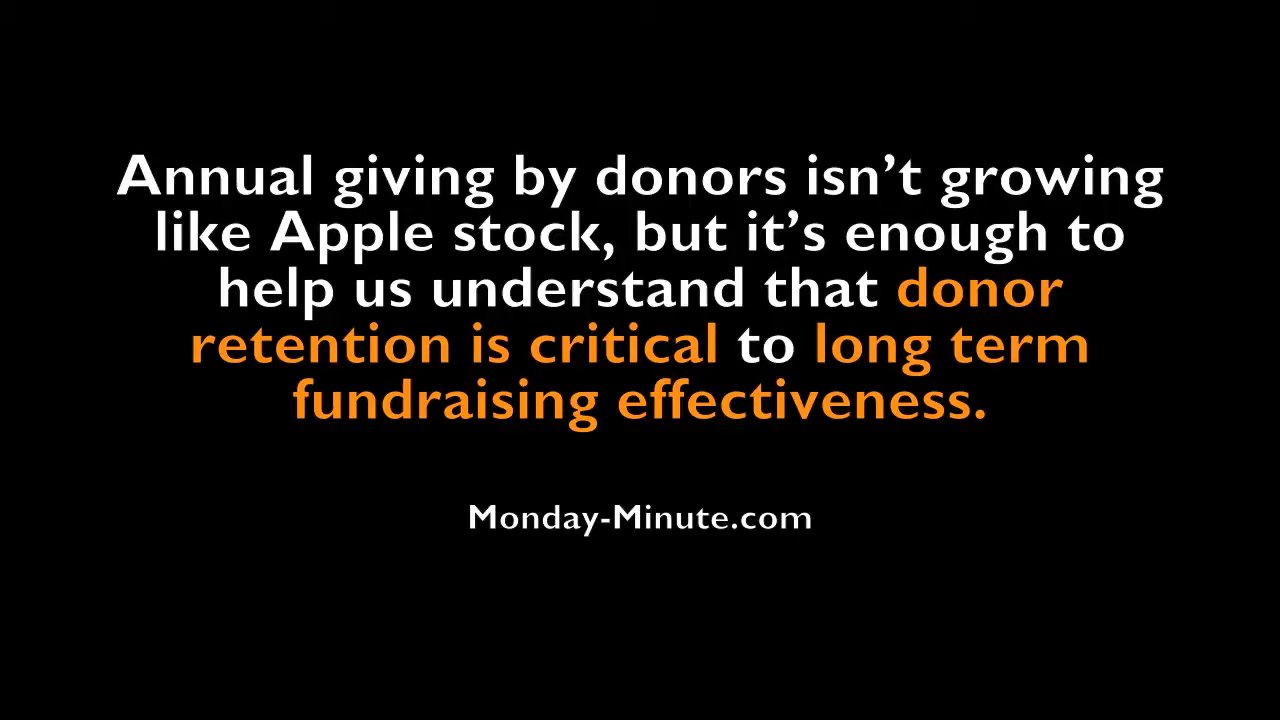 Annual giving by donors isn’t growing
like Apple stock, but it’s enough to
help us understand that donor
retention is critical to long term
fundraising effectiveness.
Monday-Minute.com